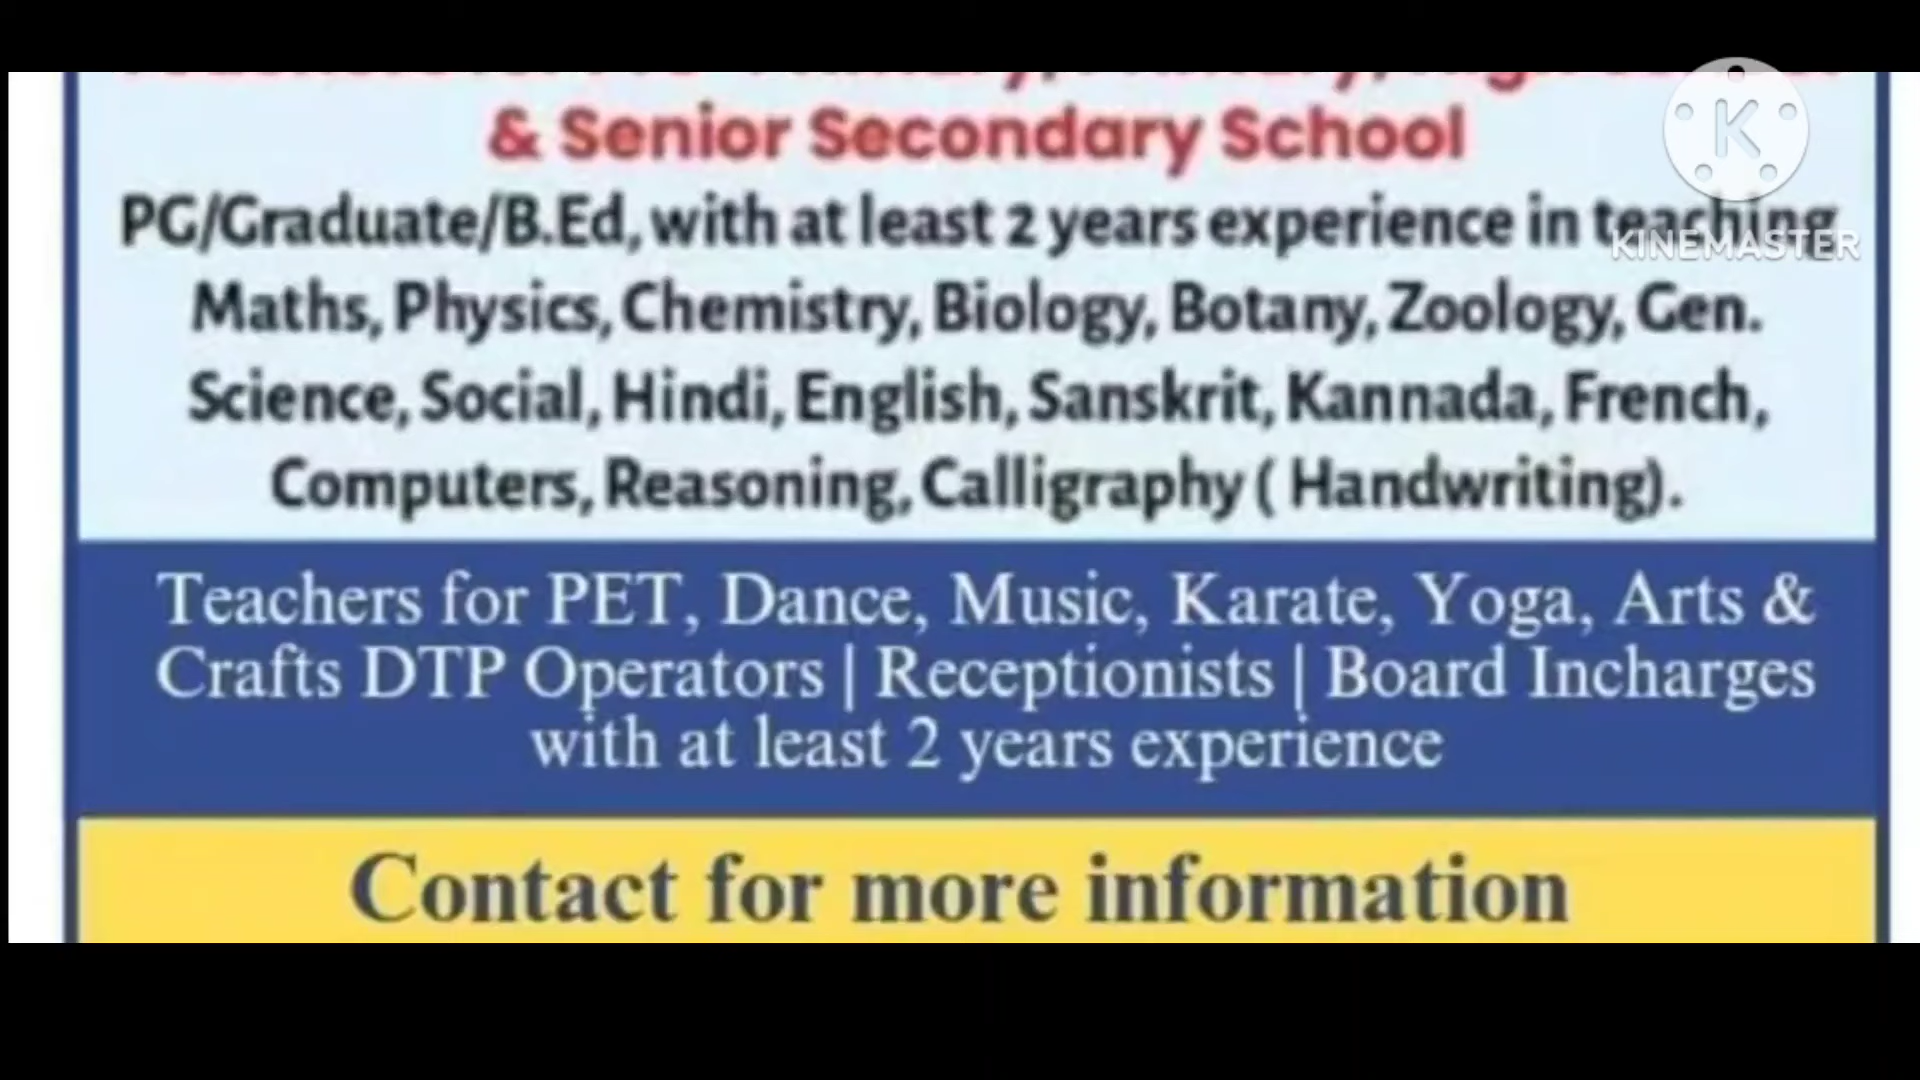 & Senior Secondary School
PG/Graduate/B.Ed, with at least 2 years experience in teaching
Maths, Physics, Chemistry, Biology, Botany, Zoology, Gen.
Science, Social, Hindi, English, Sanskrit, Kannada, French,
Computers, Reasoning, Calligraphy ( Handwriting).
Teachers for PET, Dance, Music, Karate, Yoga, Arts &
Crafts DTP Operators | Receptionists | Board Incharges
with at least 2 years experience
Contact for more information
K
KINEMASTER